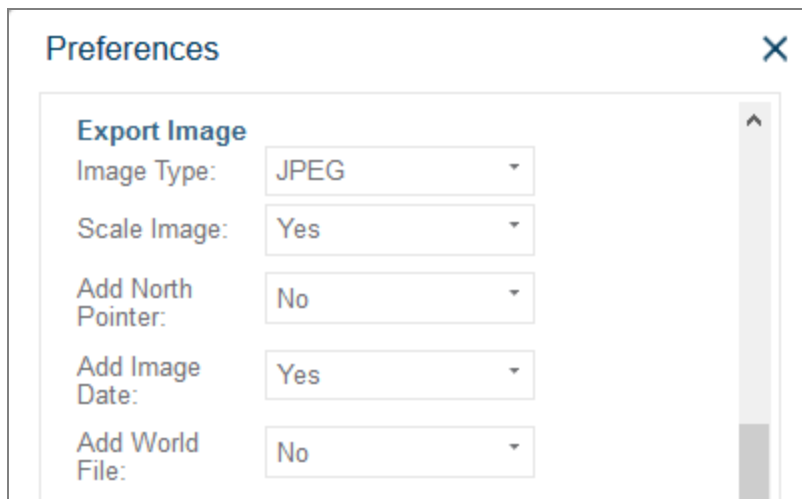 Preferences
Export Image
Image Type: JPEG
Scale Image: Yes
Add North
Pointer: No
Add Image
Date: Yes
Add World
File: No